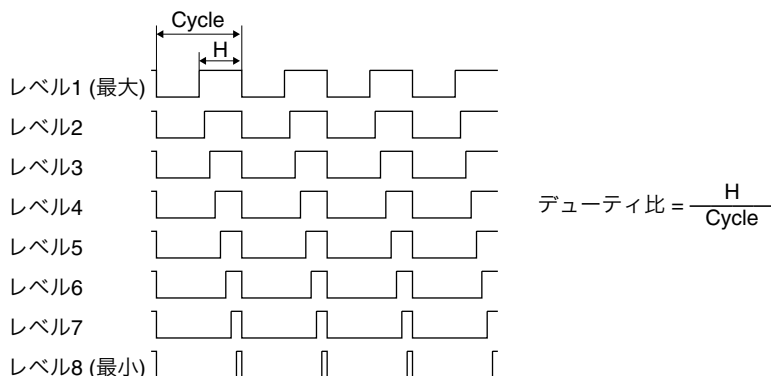 Cycle
H
レベル1 (最大)
レベル2
レベル3
レベル4
レベル5
レベル6
レベル7
レベル8 (最小)
デューティ比 = H
Cycle